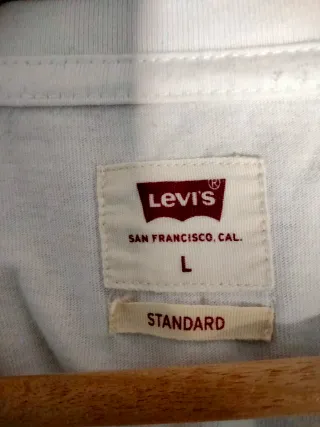 Levi's®
SAN FRANCISCO, CAL.
L
STANDARD